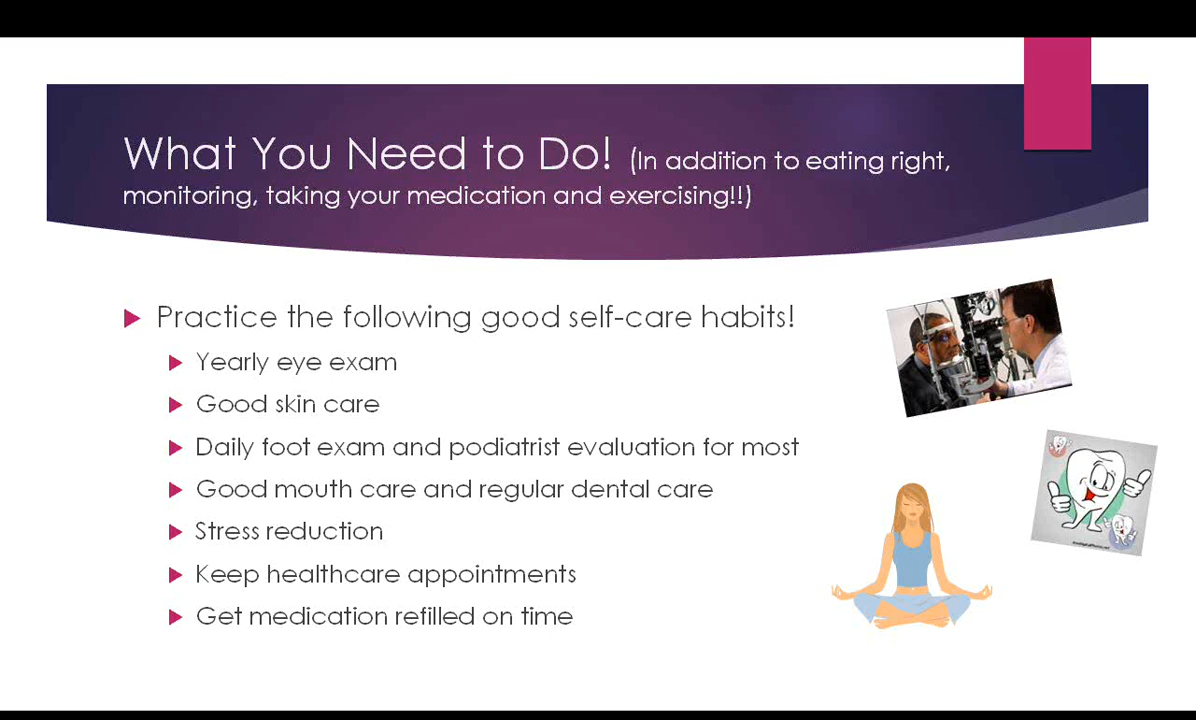 What You Need to Do! (In addition to eating right,
monitoring, taking your medication and exercising!!)
Practice the following good self-care habits!
Yearly eye exam
Good skin care
Daily foot exam and podiatrist evaluation for most
Good mouth care and regular dental care
Stress reduction
Keep healthcare appointments
Get medication refilled on time